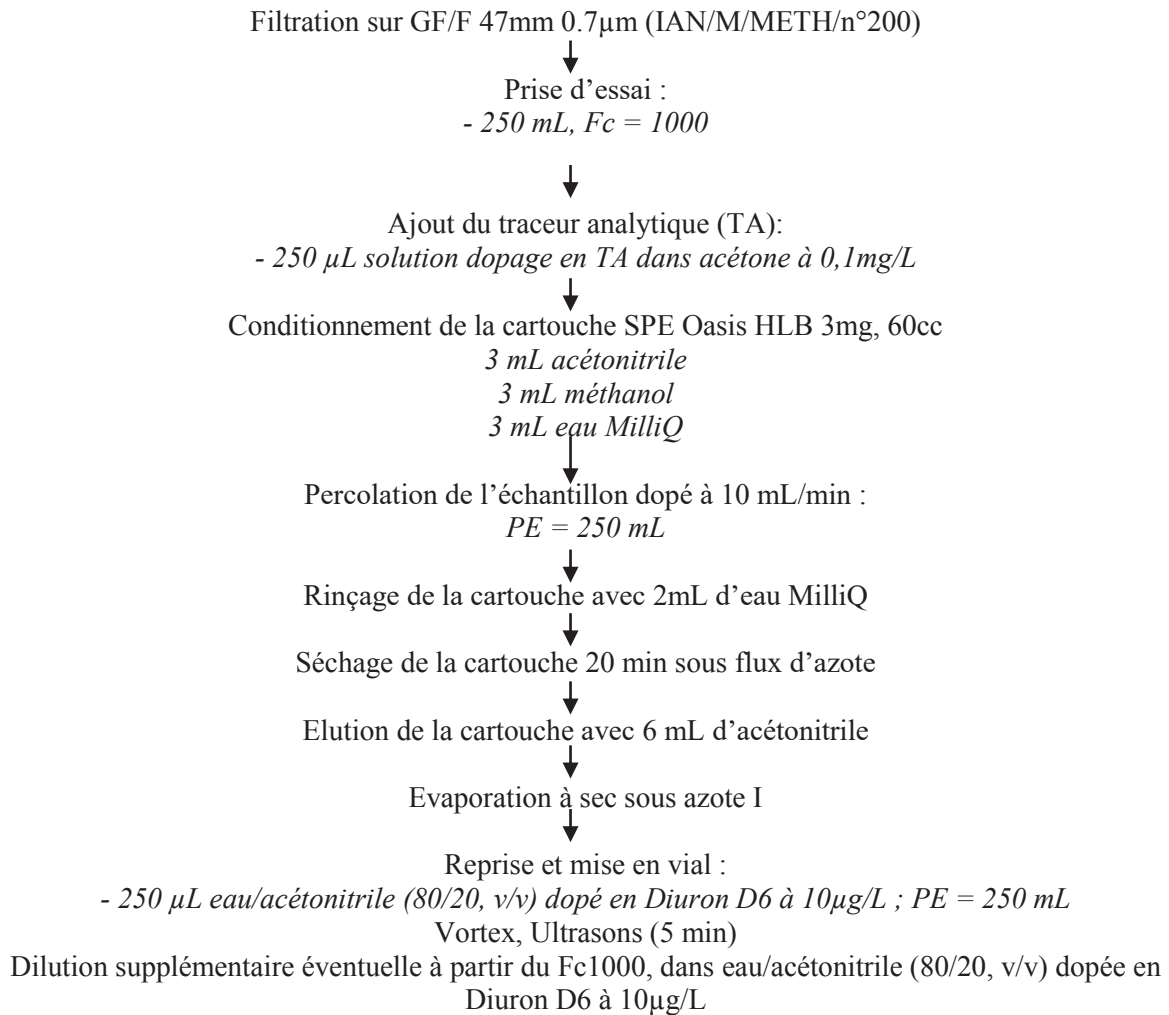 Filtration sur GF/F 47mm 0.7µm (IAN/M/METH/n°200)
Prise d’essai :
- 250 mL, Fc = 1000
Ajout du traceur analytique (TA):
- 250 µL solution dopage en TA dans acétone à 0,1mg/L
Conditionnement de la cartouche SPE Oasis HLB 3mg, 60cc
3 mL acétonitrile
3 mL méthanol
3 mL eau MilliQ
Percolation de l’échantillon dopé à 10 mL/min :
PE = 250 mL
Rinçage de la cartouche avec 2mL d’eau MilliQ
Séchage de la cartouche 20 min sous flux d’azote
Elution de la cartouche avec 6 mL d’acétonitrile
Evaporation à sec sous azote I
Reprise et mise en vial :
- 250 µL eau/acétonitrile (80/20, v/v) dopé en Diuron D6 à 10µg/L ; PE = 250 mL
Vortex, Ultrasons (5 min)
Dilution supplémentaire éventuelle à partir du Fc1000, dans eau/acétonitrile (80/20, v/v) dopée en
Diuron D6 à 10µg/L